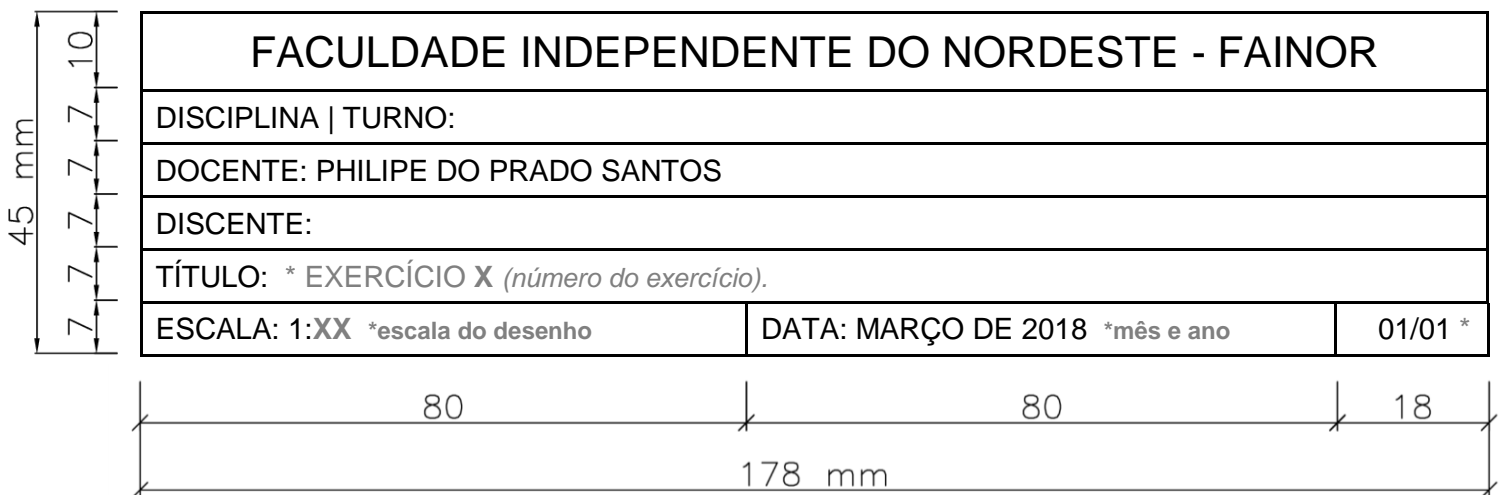 FACULDADE INDEPENDENTE DO NORDESTE - FAINOR
DISCIPLINA | TURNO:
DOCENTE: PHILIPE DO PRADO SANTOS
DISCENTE:
TÍTULO: * EXERCÍCIO X (número do exercício).
ESCALA: 1:XX *escala do desenho DATA: MARÇO DE 2018 *mês e ano 01/01 *
45 mm
10
7
7
7
7
7
80 80 18
178 mm